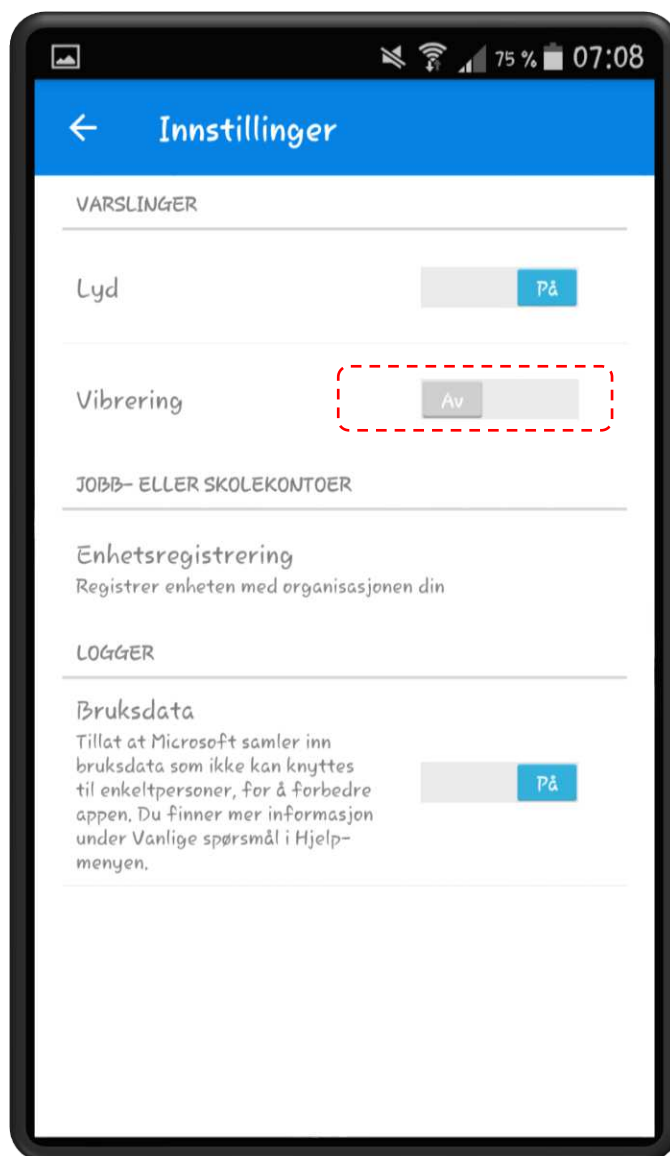 75 % 07:08
Innstillinger
VARSLINGER
Lyd På
Vibrering Av
JOBB- ELLER SKOLEKONTOER
Enhetsregistrering
Registrer enheten med organisasjonen din
LOGGER
Bruksdata
Tillat at Microsoft samler inn
bruksdata som ikke kan knyttes
til enkeltpersoner, for å forbedre
appen. Du finner mer informasjon
under Vanlige spørsmål i Hjelp-
menyen.
På